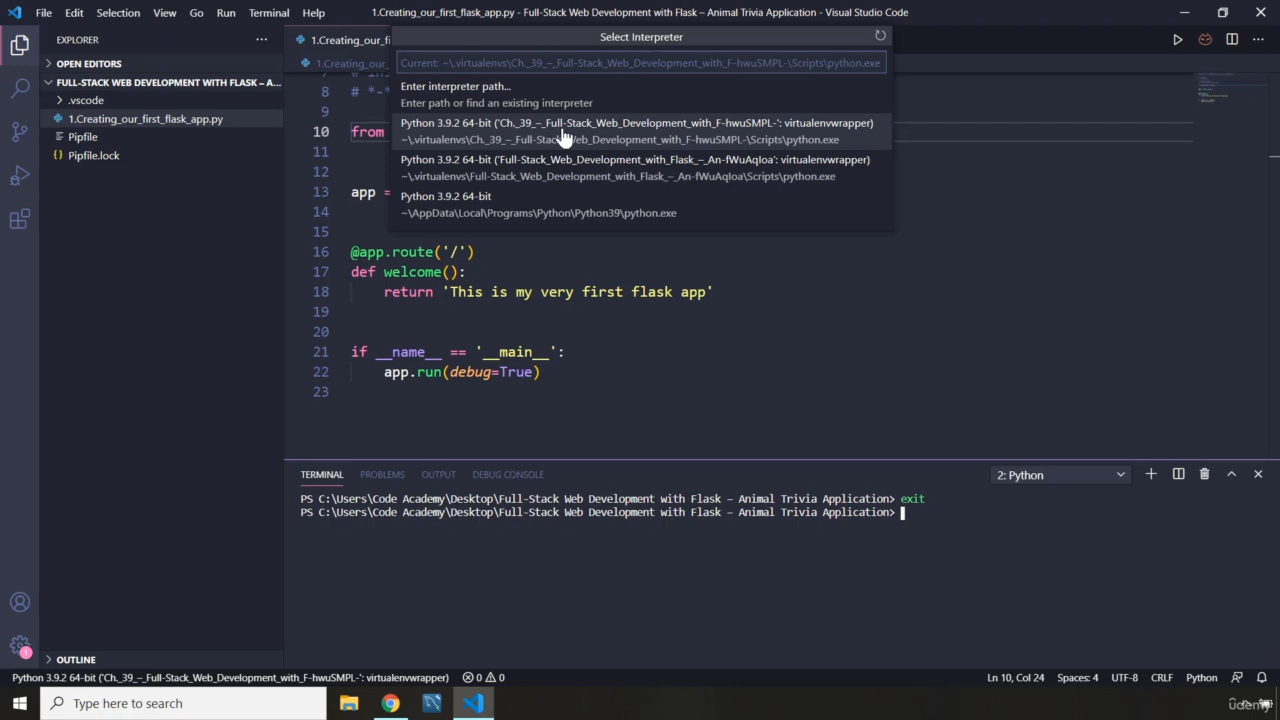 File Edit Selection View Go Run Terminal Help 1.Creating_our_first_flask_app.py - Full-Stack Web Development with Flask – Animal Trivia Application - Visual Studio Code
EXPLORER
OPEN EDITORS
FULL-STACK WEB DEVELOPMENT WITH FLASK – A...
.vscode
1.Creating_our_first_flask_app.py
Pipfile
Pipfile.lock
OUTLINE
1
1.Creating_our_fi
1.Creating_our_
Select Interpreter
Current: ~\.virtualenvs\Ch._39_–_Full-Stack_Web_Development_with_F-hwuSMPL-\Scripts\python.exe
Enter interpreter path...
Enter path or find an existing interpreter
Python 3.9.2 64-bit ('Ch._39_–_Full-Stack_Web_Development_with_F-hwuSMPL-': virtualenvwrapper)
~\.virtualenvs\Ch._39_–_Full-Stack_Web_Development_with_F-hwuSMPL-\Scripts\python.exe
Python 3.9.2 64-bit ('Full-Stack_Web_Development_with_Flask_–_An-fWuAqIoa': virtualenvwrapper)
~\.virtualenvs\Full-Stack_Web_Development_with_Flask_–_An-fWuAqIoa\Scripts\python.exe
Python 3.9.2 64-bit
~\AppData\Local\Programs\Python\Python39\python.exe
8 # -*-
9
10 from
11
12
13 app =
14
15
16 @app.route('/')
17 def welcome():
18 return 'This is my very first flask app'
19
20
21 if __name__ == '__main__':
22 app.run(debug=True)
23
TERMINAL PROBLEMS OUTPUT DEBUG CONSOLE 2: Python
PS C:\Users\Code Academy\Desktop\Full-Stack Web Development with Flask – Animal Trivia Application> exit
PS C:\Users\Code Academy\Desktop\Full-Stack Web Development with Flask – Animal Trivia Application>
Python 3.9.2 64-bit ('Ch._39_–_Full-Stack_Web_Development_with_F-hwuSMPL-': virtualenvwrapper) 0 0 Ln 10, Col 24 Spaces: 4 UTF-8 CRLF Python
Type here to search
udemy